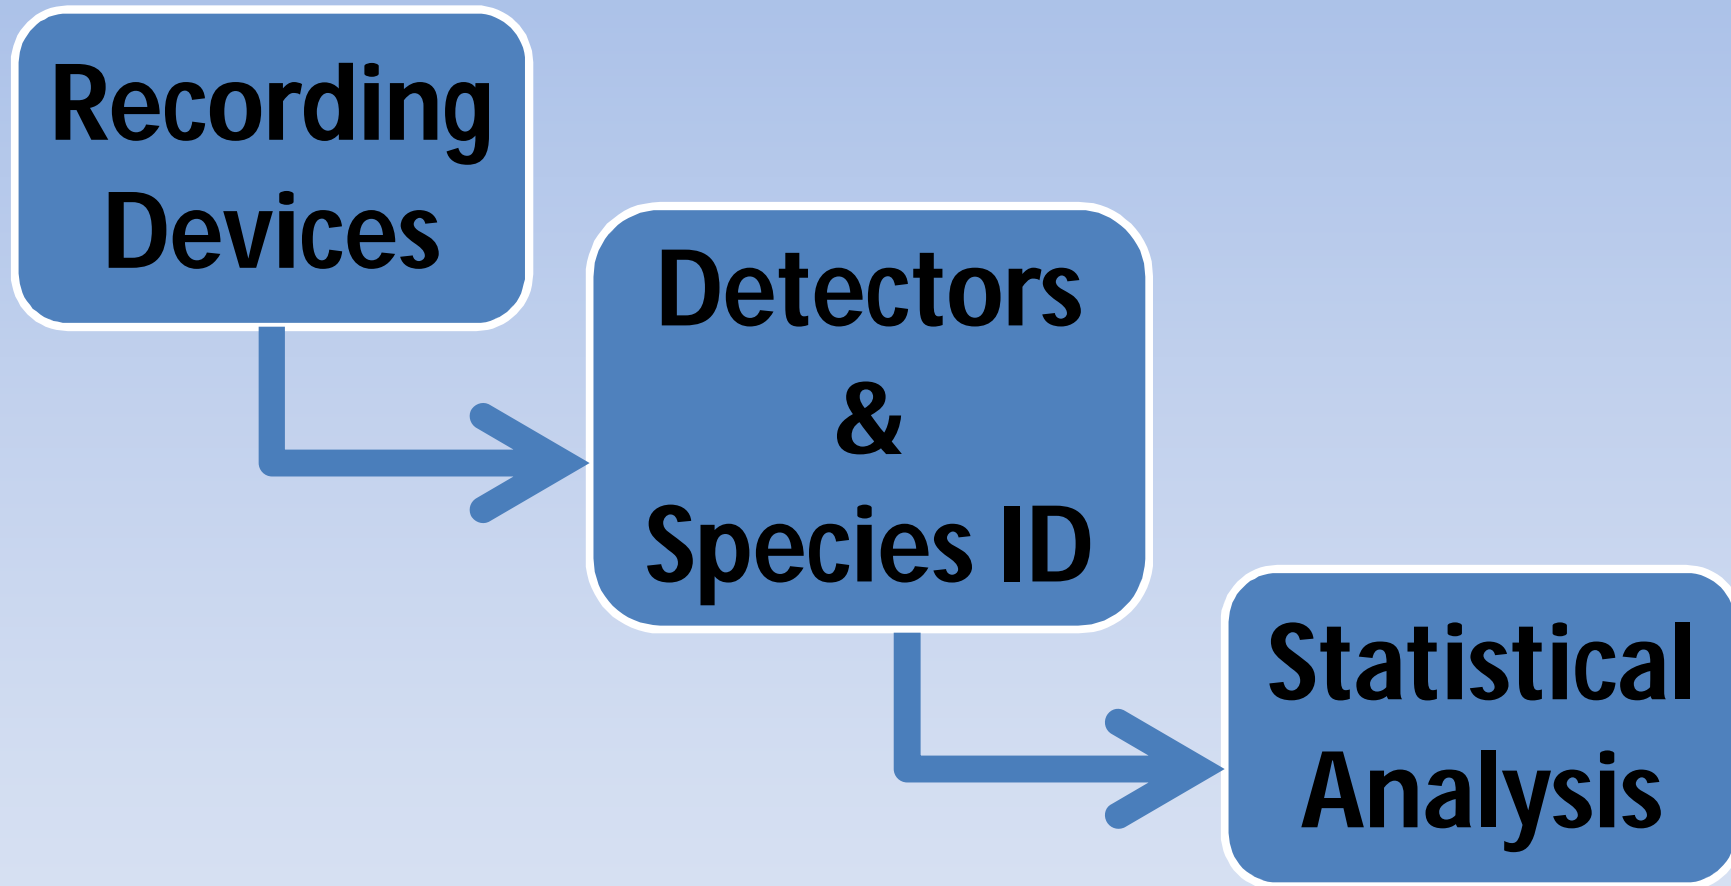 Recording
Devices
Detectors
&
Species ID
Statistical
Analysis